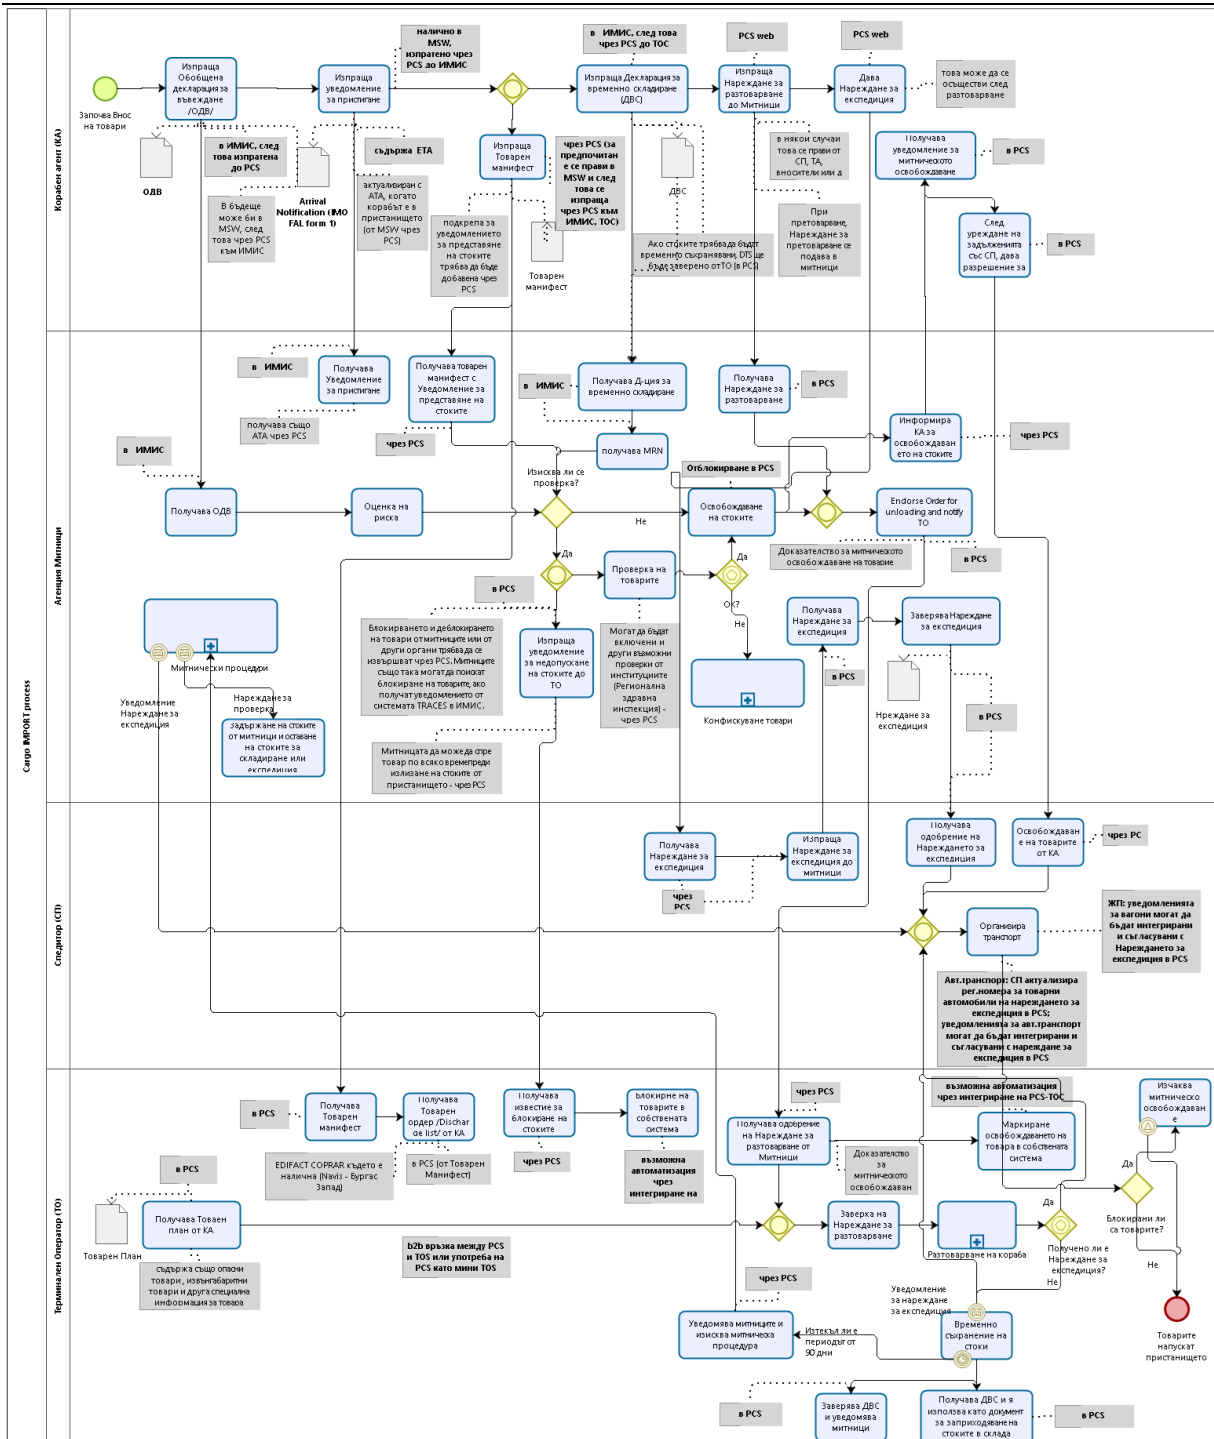 Cargo IMPORT process
Корабен агент (КА)
Започва Внос
на товари
Изпраща
Обобщена
декларация за
въвеждане
/ОДВ/
Изпраща
уведомление
за пристигане
налично в
MSW,
изпратено чрез
PCS до ИМИС
в ИМИС, след това
чрез PCS до ТОС
Изпраща Декларация за
временно складиране
(ДВС)
PCS web
Изпраща
Нареждане за
разтоварване
до Митници
PCS web
Дава
Нареждане за
експедиция
това може да се
осъществи след
разтоварване
ОДВ
в ИМИС, след
това изпратена
до PCS
В бъдеще
може би в
MSW, след
това чрез PCS
към ИМИС
Arrival
Notification (IMO
FAL form 1)
съдържа ETA
актуализиран с
АТА, когато
корабът е в
пристанището
(от MSW чрез
PCS)
Изпраща
Товарен
манифест
чрез PCS (за
предпочитан
е се прави в
MSW и след
това се
изпраща
чрез PCS към
ИМИС, ТОС)
подкрепа за
уведомлението
за представяне
на стоките
трябва да бъде
добавена чрез
PCS
Товарен
манифест
ДВС
Ако стоките трябва да бъдат
временно съхранявани, DTS ще
бъде заверено от ТО (в PCS)
в някои случаи
това се прави от
СП, ТА,
вносители или д
При
претоварване,
Нареждане за
претоварване се
подава в
митници
Получава
уведомление за
митническото
освобождаване
в PCS
След
уреждане на
задълженията
със СП, дава
разрешение за
в PCS
Агенция Митници
в ИМИС
Получава
Уведомление
за пристигане
получава също
АТА чрез PCS
Получава товарен
манифест с
Уведомление за
представяне на
стоките
чрез PCS
в ИМИС
Получава Д-ция за
временно складиране
получава MRN
Получава
Нареждане за
разтоварване
в PCS
Информира
КА за
освобождаван
ето на стоките
чрез PCS
в ИМИС
Получава ОДВ
Оценка на
риска
Изисква ли се
проверка?
Не
Да
Отблокирване в PCS
Освобождаване
на стоките
Endorse Order for
unloading and notify
TO
Доказателство за митническото
освобождаване на товарие
в PCS
в PCS
Проверка на
товарите
Да
ОК?
Не
Блокирването и деблокирането
на товари от митниците или от
други органи трябва да се
извършват чрез PCS. Митниците
също така могат да поискат
блокиране на товарите, ако
получат уведомлението от
системата TRACES в ИМИС.
Изпраща
уведомление
за недопускане
на стоките до
ТО
Могат да бъдат
включени и
други възможни
проверки от
институциите
(Регионална
здравна
инспекция) -
чрез PCS
Конфискуване товари
Митницата да може да спре
товар по всяко време преди
излизане на стоките от
пристанището - чрез PCS
Получава
Нареждане за
експедиция
в PCS
Заверява Нареждане
за експедиция
Нреждане за
експедиция
в PCS
Митнически процедури
Уведомление
Нареждане за
експедиция
Нареждане за
проверка
Задържане на стоките
от митници и оставане
на стоките за
складиране или
експедиция
Спедитор (СП)
Получава
Нареждане за
експедиция
чрез
PCS
Изпраща
Нареждане за
експедиция до
митници
Получава
одобрение на
Нареждането за
експедиция
Освобождаван
е на товарите
от КА
чрез PC
Организира
транспорт
ЖП: уведомленията
за вагони могат да
бъдат интегрирани
и съгласувани с
Нареждането за
експедиция в PCS
Авт.транспорт: СП актуализира
рег.номера за товарни
автомобили на нареждането за
експедиция в PCS;
уведомленията за авт.транспорт
могат да бъдат интегрирани и
съгласувани с нареждане за
експедиция в PCS
Терминален Оператор (ТО)
в PCS
Получава
Товарен
манифест
Получава
Товарен
ордер /Dischar
ge list/ от КА
EDIFACT COPRAR където е
налична (Navis - Бургас
Запад)
в PCS (от Товарен
Манифест)
Получава
известие за
блокиране на
стоките
чрез PCS
Блокирне на
товарите в
собствената
система
възможна
автоматизация
чрез
интегриране на
чрез PCS
Получава одобрение
на Нареждане за
разтоварване от
Митници
Доказателство
за
митническото
освобождаван
възможна автоматизация
чрез интегриране на PCS-TOC
Маркиране
освобождаването на
товара в собствената
система
Изчаква
митническо
освобождаван
е
Да
Блокирани ли
са товарите?
Не
Товарите
напускат
пристанището
в PCS
Товарен План
Получава Товаен
план от КА
съдържа също опасни
товари, извънгабаритни
товари и друга специална
информация за товара
b2b връзка между PCS
и TOS или употреба на
PCS като мини TOS
Заверка на
Нареждане за
разтоварване
Разтоварване на кораба
Да
Получено ли е
Нареждане за
експедиция?
Не
чрез PCS
Уведомява митниците и
изисква митническа
процедура
Изтекъл ли е
периодът от
90 дни
Уведомление
за нареждане
за експедиция
Временно
съхранение на
стоки
в PCS
Заверява ДВС
и уведомява
митници
Получава ДВС и я
използва като документ
за заприходяване на
стоките в склада
в PCS